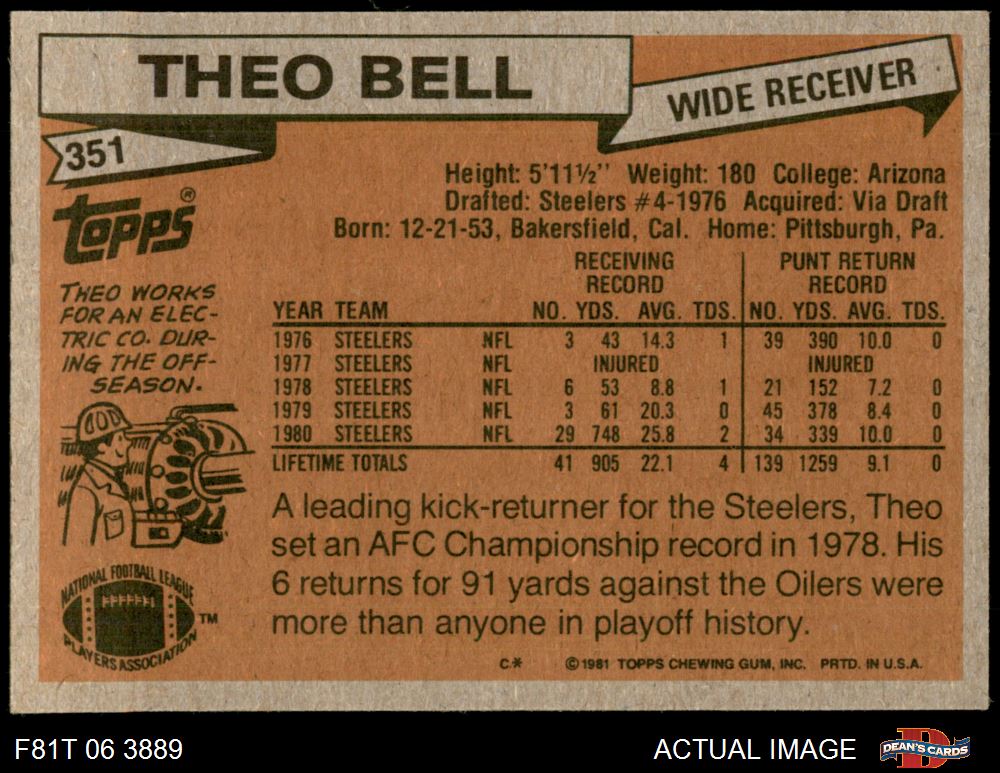 THEO BELL
WIDE RECEIVER
351
Topps®
Height: 5'11½'' Weight: 180 College: Arizona
Drafted: Steelers #4-1976 Acquired: Via Draft
Born: 12-21-53, Bakersfield, Cal. Home: Pittsburgh, Pa.
THEO WORKS
FOR AN ELEC-
TRIC CO. DUR-
ING THE OFF-
SEASON.
RECEIVING RECORD PUNT RETURN RECORD
YEAR TEAM NO. YDS. AVG. TDS. NO. YDS. AVG. TDS.
1976 STEELERS NFL 3 43 14.3 1 39 390 10.0 0
1977 STEELERS NFL INJURED INJURED
1978 STEELERS NFL 6 53 8.8 1 21 152 7.2 0
1979 STEELERS NFL 3 61 20.3 0 45 378 8.4 0
1980 STEELERS NFL 29 748 25.8 2 34 339 10.0 0
LIFETIME TOTALS 41 905 22.1 4 139 1259 9.1 0
A leading kick-returner for the Steelers, Theo
set an AFC Championship record in 1978. His
6 returns for 91 yards against the Oilers were
more than anyone in playoff history.
NATIONAL FOOTBALL LEAGUE
PLAYERS ASSOCIATION
™
C* ©1981 TOPPS CHEWING GUM, INC. PRTD. IN U.S.A.
F81T 06 3889
ACTUAL IMAGE
DEAN'S CARDS